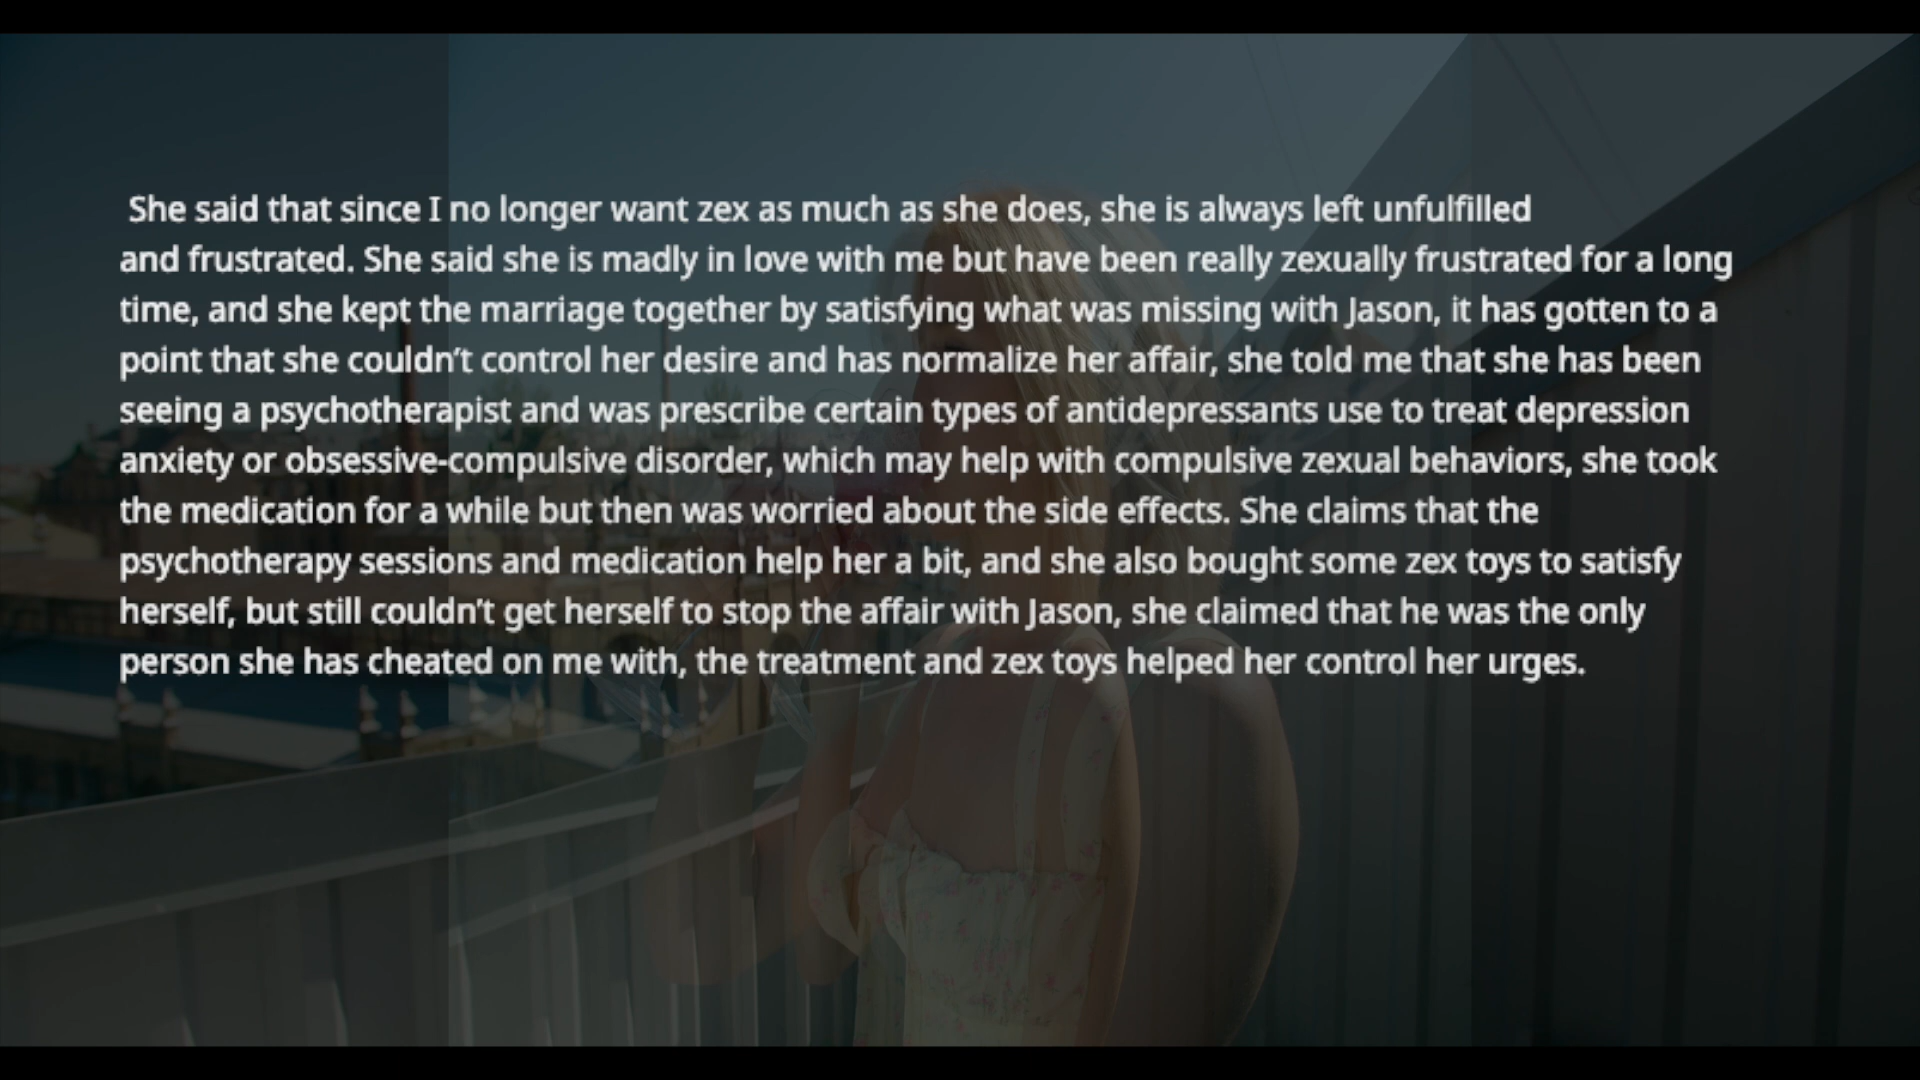 She said that since I no longer want zex as much as she does, she is always left unfulfilled
and frustrated. She said she is madly in love with me but have been really zexually frustrated for a long
time, and she kept the marriage together by satisfying what was missing with Jason, it has gotten to a
point that she couldn’t control her desire and has normalize her affair, she told me that she has been
seeing a psychotherapist and was prescribe certain types of antidepressants use to treat depression
anxiety or obsessive-compulsive disorder, which may help with compulsive zexual behaviors, she took
the medication for a while but then was worried about the side effects. She claims that the
psychotherapy sessions and medication help her a bit, and she also bought some zex toys to satisfy
herself, but still couldn’t get herself to stop the affair with Jason, she claimed that he was the only
person she has cheated on me with, the treatment and zex toys helped her control her urges.